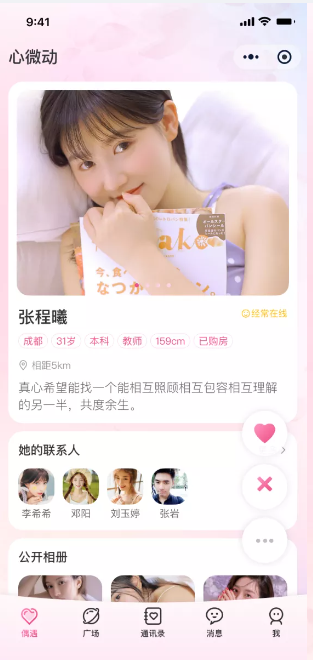 9:41
心微动
今、食べ
なつか
张程曦
经常在线
成都 31岁 本科 教师 159cm 已购房
相距5km
真心希望能找一个能相互照顾相互包容相互理解
的另一半，共度余生。
她的联系人
李希希 邓阳 刘玉婷 张岩
公开相册
偶遇 广场 通讯录 消息 我